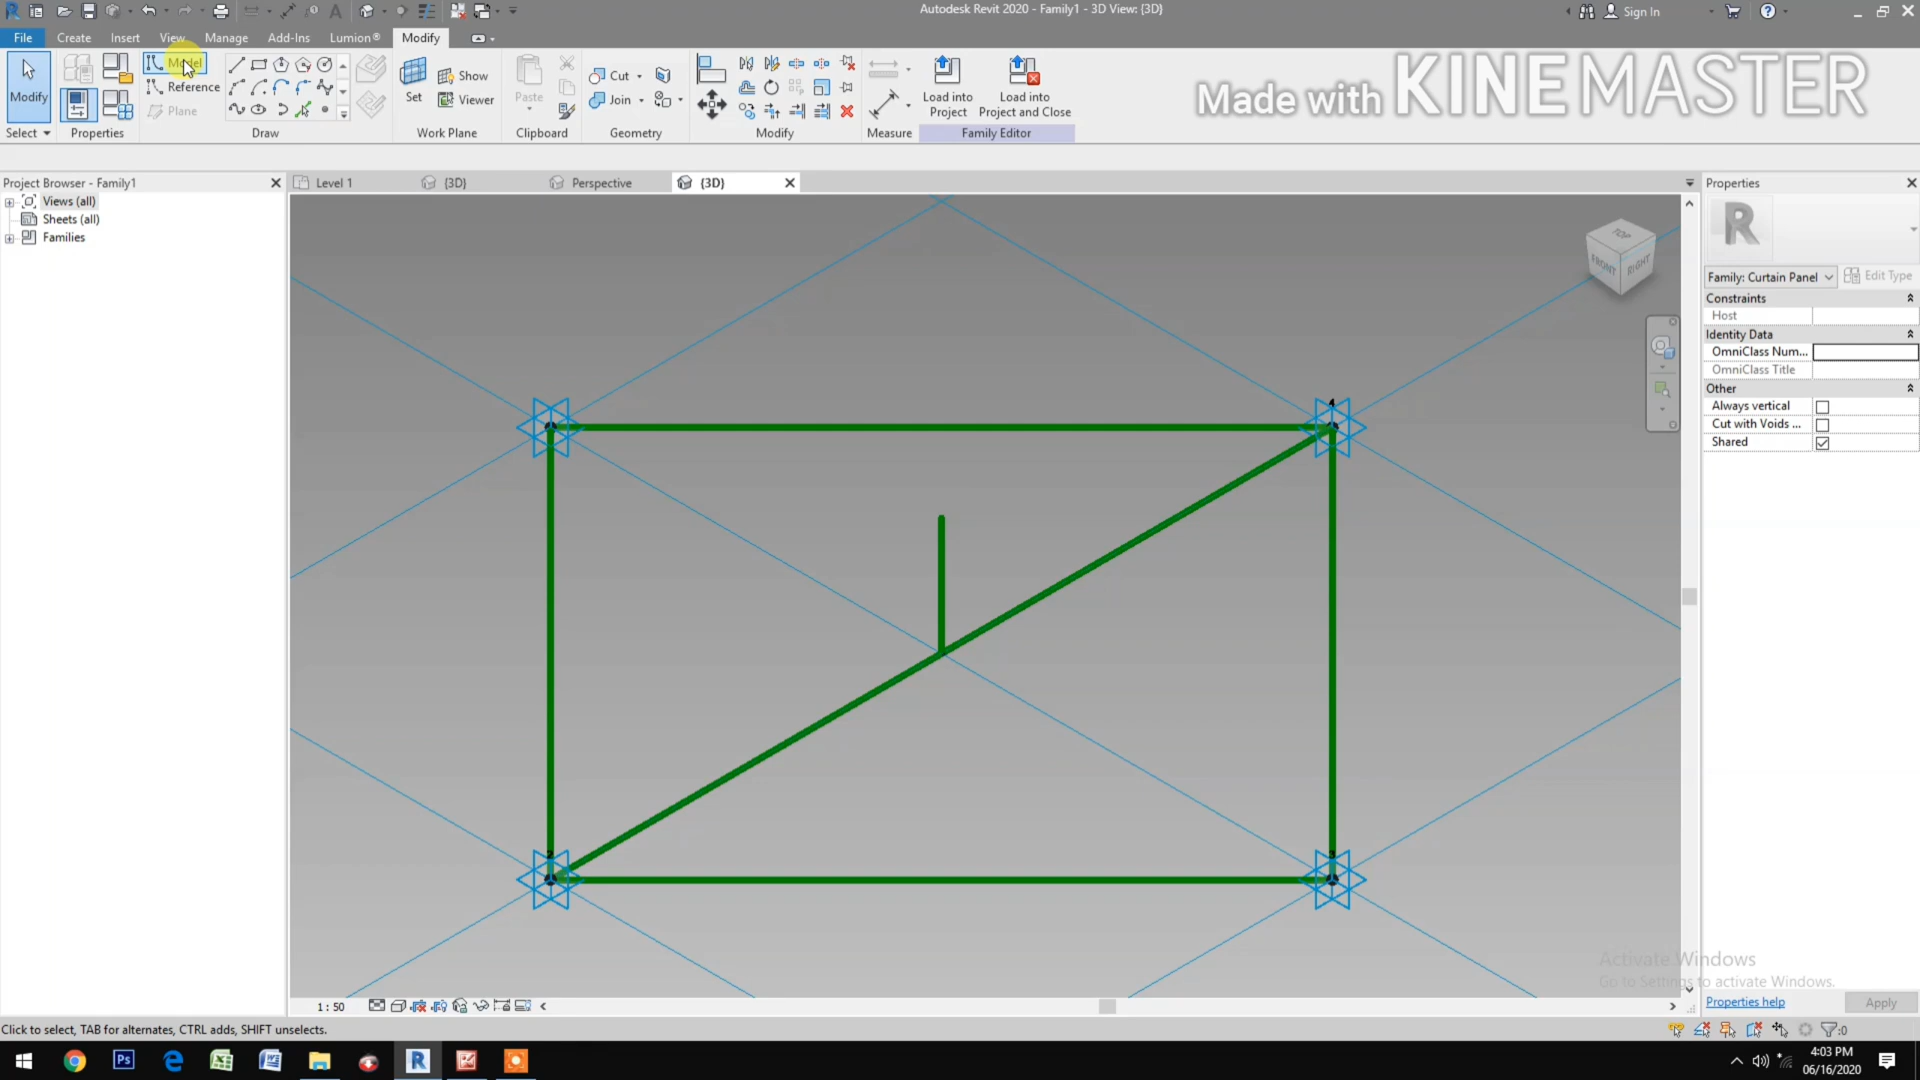 Autodesk Revit 2020 - Family1 - 3D View: {3D}
Sign In
File
Create
Insert
View
Manage
Add-Ins
Lumion®
Modify
Model
Reference
Plane
Modify
Set
Show
Viewer
Paste
Cut
Join
Load into
Project
Load into
Project and Close
Select
Properties
Draw
Work Plane
Clipboard
Geometry
Modify
Measure
Family Editor
Made with KINEMASTER
Project Browser - Family1
Level 1
{3D}
Perspective
{3D}
Properties
Views (all)
Sheets (all)
Families
TOP
FRONT
RIGHT
R
Family: Curtain Panel
Edit Type
Constraints
Host
Identity Data
OmniClass Num...
OmniClass Title
Other
Always vertical
Cut with Voids ...
Shared
4
2
3
Activate Windows
Go to Settings to activate Windows.
1 : 50
Properties help
Apply
Click to select, TAB for alternates, CTRL adds, SHIFT unselects.
:0
4:03 PM
06/16/2020